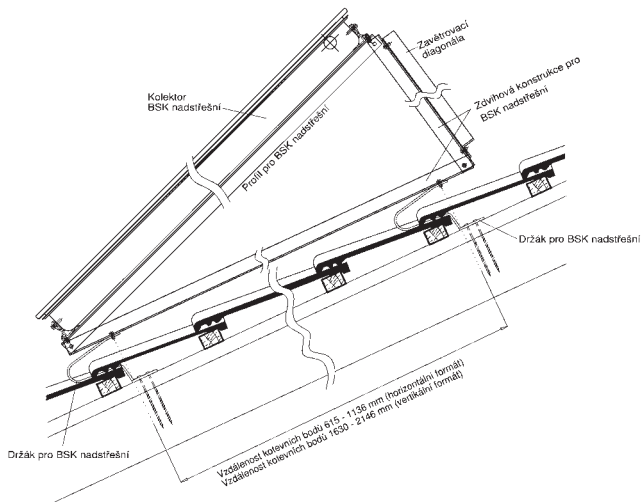 Zavětrovací
diagonála
Zdvihová konstrukce pro
BSK nadstřešní
Kolektor
BSK nadstřešní
Profil pro BSK nadstřešní
Držák pro BSK nadstřešní
Vzdálenost kotevních bodů 615 - 1136 mm (horizontální formát)
Vzdálenost kotevních bodů 1630 - 2146 mm (vertikální formát)
Držák pro BSK nadstřešní